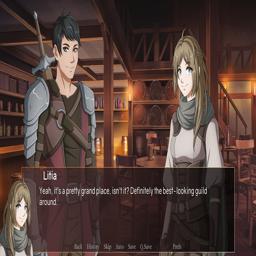 Litia
Yeah, it's a pretty grand place, isn't it? Definitely the best-looking guild
around.
Back History Skip Auto Save Q.Save Prefs